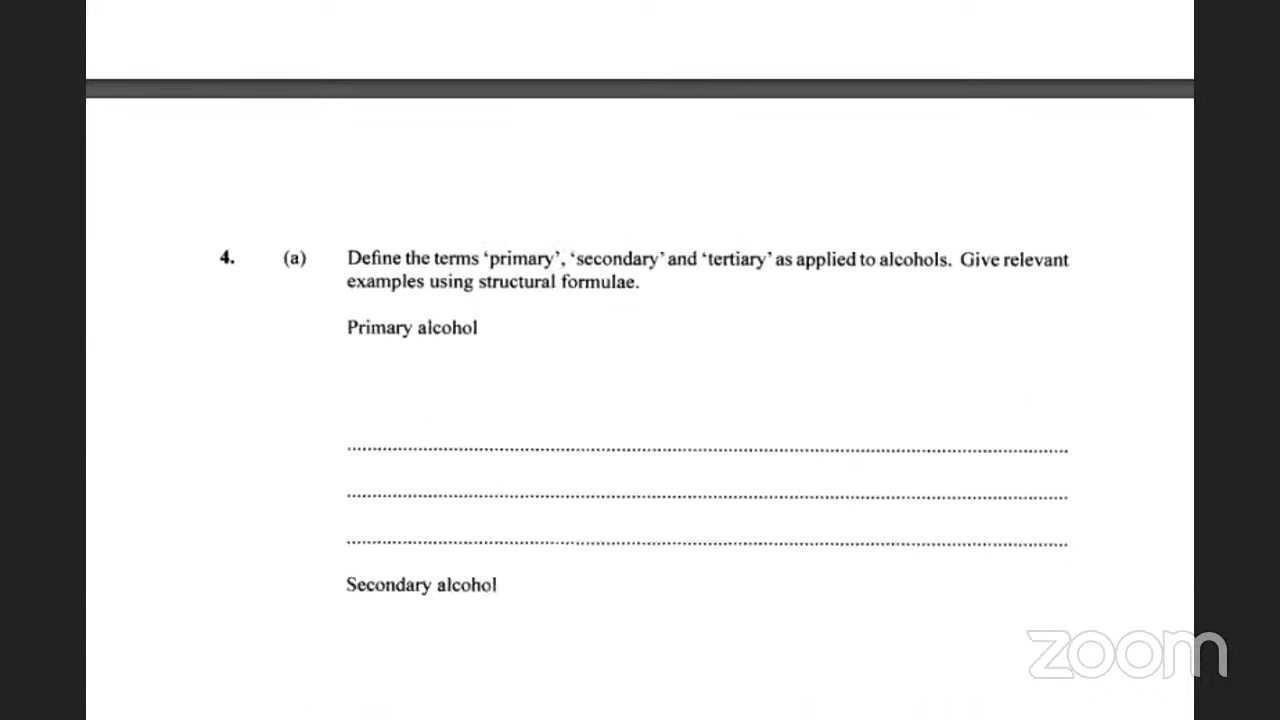 4. (a) Define the terms ‘primary’, ‘secondary’ and ‘tertiary’ as applied to alcohols. Give relevant
examples using structural formulae.
Primary alcohol
Secondary alcohol
zoom